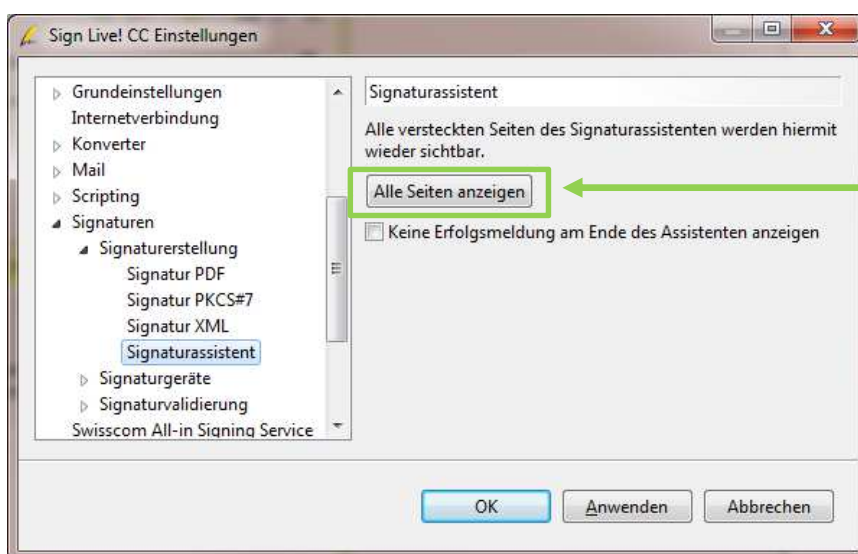 Sign Live! CC Einstellungen
Grundeinstellungen
Internetverbindung
Konverter
Mail
Scripting
Signaturen
Signaturerstellung
Signatur PDF
Signatur PKCS#7
Signatur XML
Signaturassistent
Signaturgeräte
Signaturvalidierung
Swisscom All-in Signing Service
Signaturassistent
Alle versteckten Seiten des Signaturassistenten werden hiermit
wieder sichtbar.
Alle Seiten anzeigen
Keine Erfolgsmeldung am Ende des Assistenten anzeigen
OK
Anwenden
Abbrechen